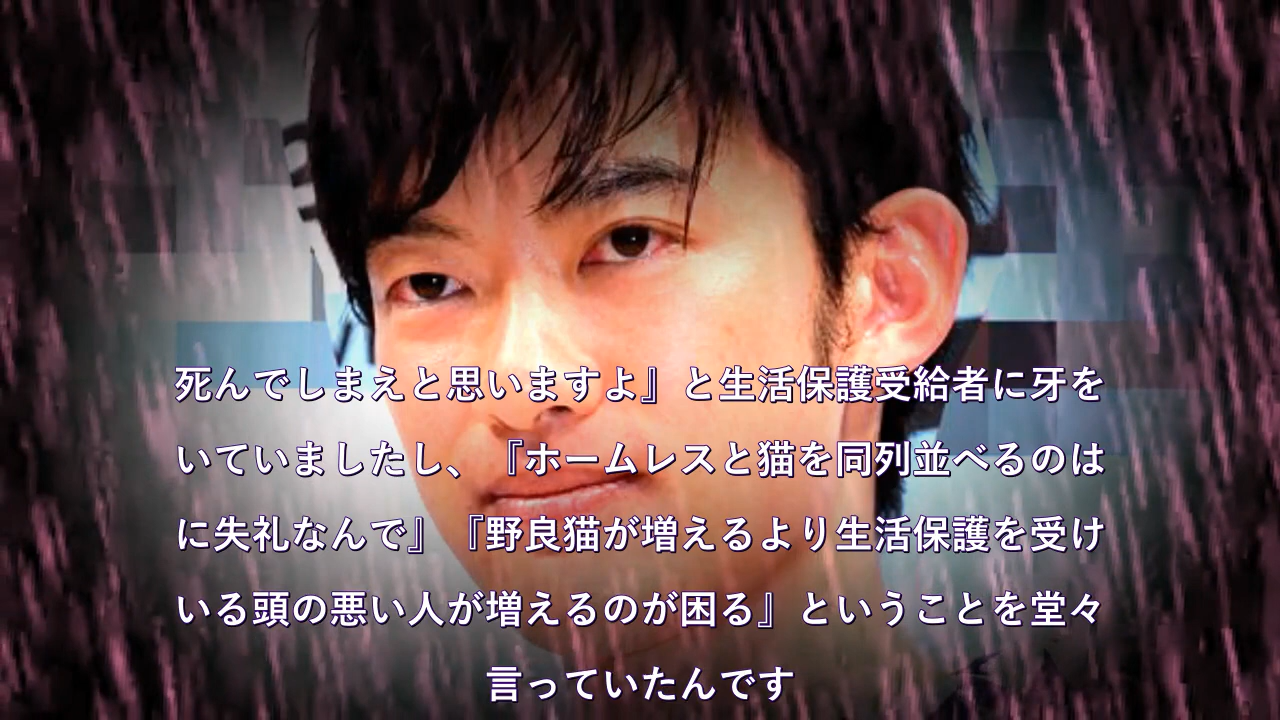 死んでしまえと思いますよ』と生活保護受給者に牙を
いていましたし、『ホームレスと猫を同列並べるのは
に失礼なんで』『野良猫が増えるより生活保護を受け
いる頭の悪い人が増えるのが困る』ということを堂々
言っていたんです